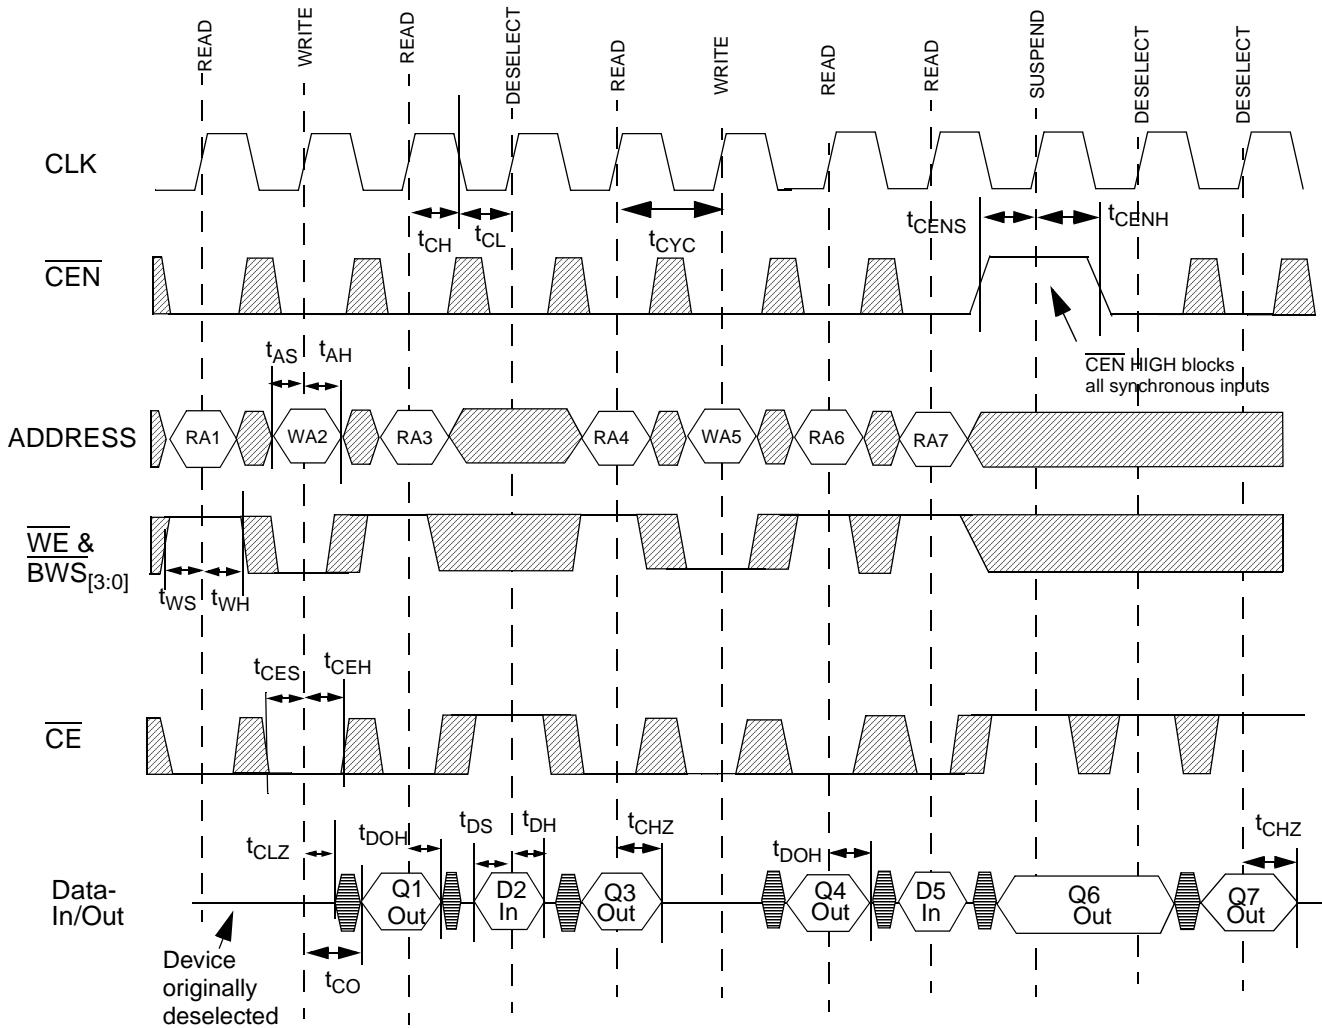 READ
WRITE
READ
DESELECT
READ
WRITE
READ
READ
SUSPEND
DESELECT
DESELECT
CLK
tCH
tCL
tCYC
tCENS
tCENH
CEN
CEN HIGH blocks
all synchronous inputs
tAS
tAH
ADDRESS
RA1
WA2
RA3
RA4
WA5
RA6
RA7
WE &
BWS[3:0]
tWS
tWH
tCES
tCEH
CE
tCLZ
tDOH
tDS
tDH
tCHZ
tDOH
tCHZ
Data-
In/Out
Q1
Out
D2
In
Q3
Out
Q4
Out
D5
In
Q6
Out
Q7
Out
tCO
Device
originally
deselected